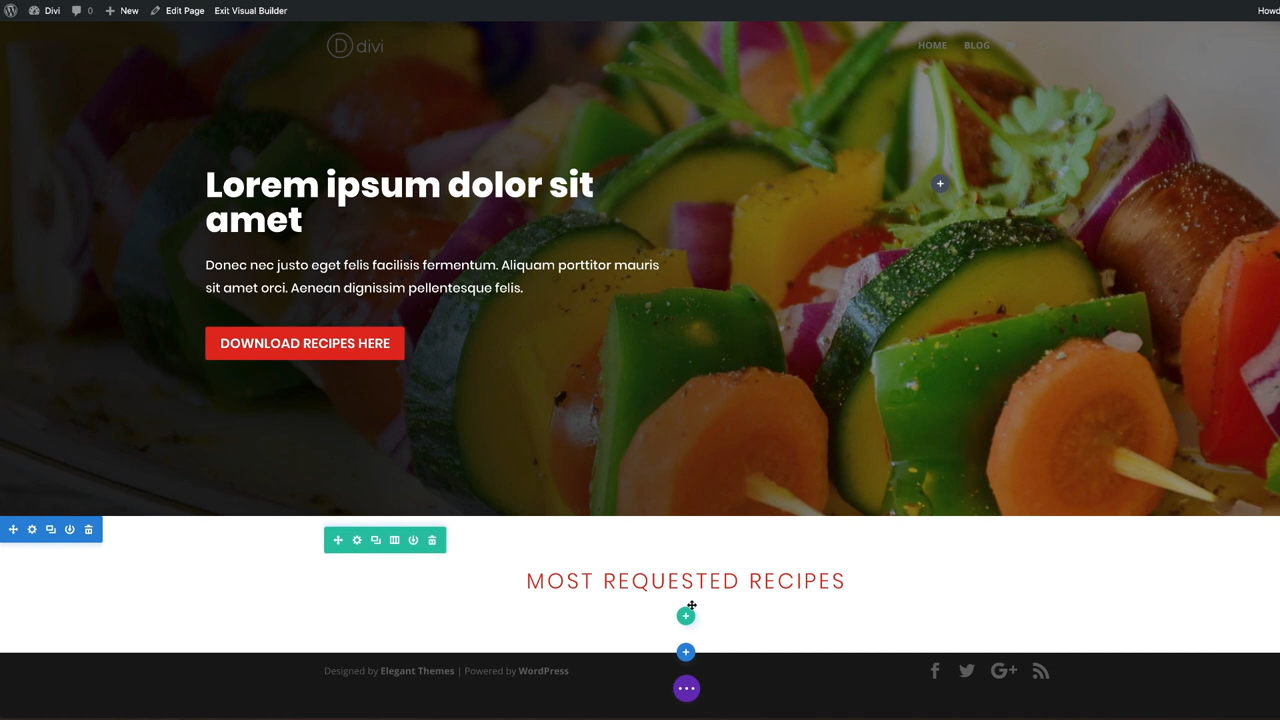 Divi 0 New Edit Page Exit Visual Builder Howd
D divi HOME BLOG
Lorem ipsum dolor sit
amet
Donec nec justo eget felis facilisis fermentum. Aliquam porttitor mauris
sit amet orci. Aenean dignissim pellentesque felis.
DOWNLOAD RECIPES HERE
MOST REQUESTED RECIPES
Designed by Elegant Themes | Powered by WordPress